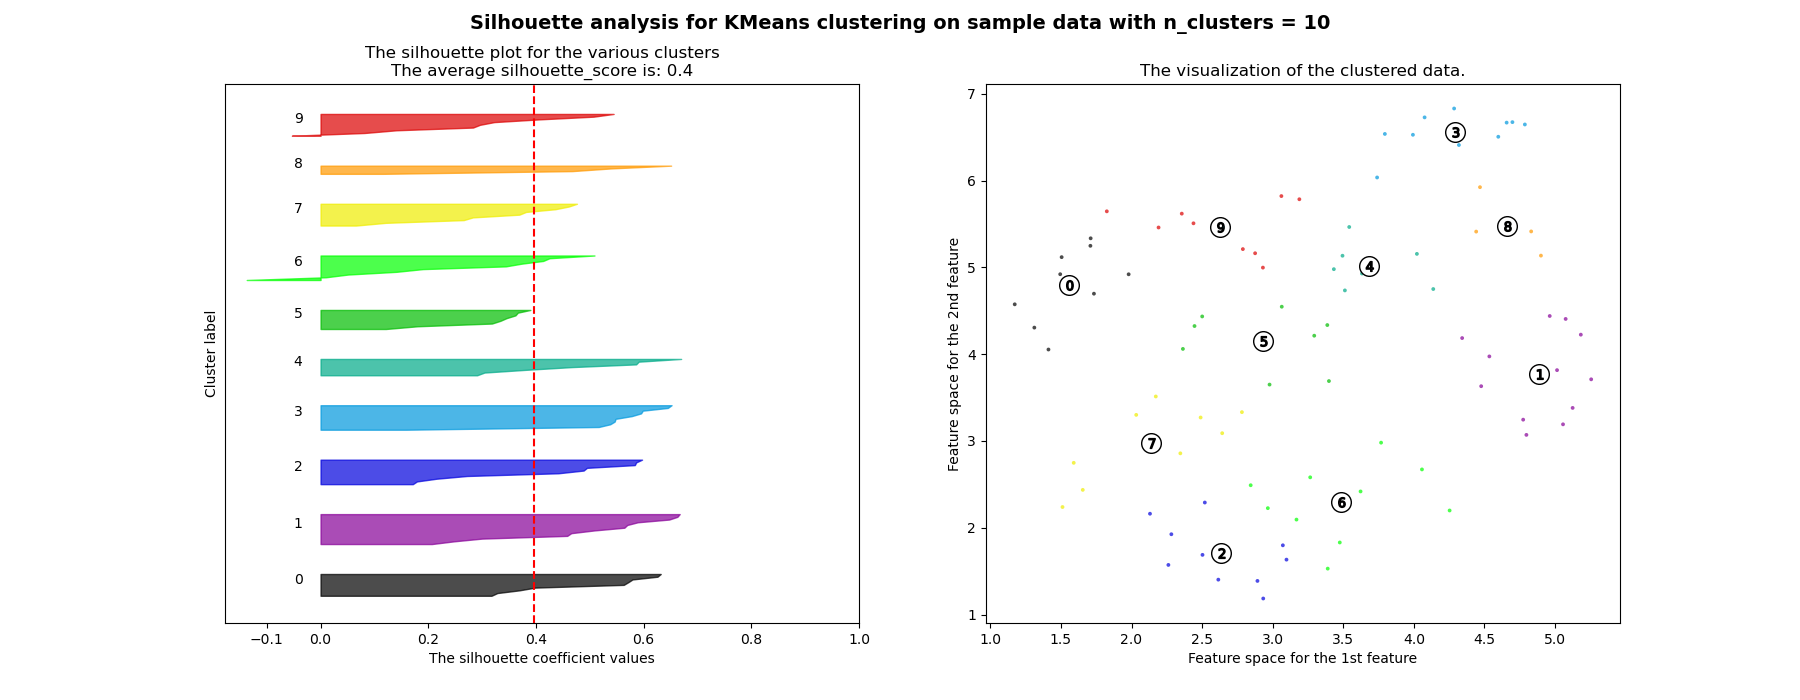 Silhouette analysis for KMeans clustering on sample data with n_clusters = 10
The silhouette plot for the various clusters
The average silhouette_score is: 0.4
9
8
7
6
5
4
3
2
1
0
Cluster label
−0.1 0.0 0.2 0.4 0.6 0.8 1.0
The silhouette coefficient values
The visualization of the clustered data.
7
6
5
4
3
2
1
Feature space for the 2nd feature
3
9
8
4
0
5
1
7
6
2
1.0 1.5 2.0 2.5 3.0 3.5 4.0 4.5 5.0
Feature space for the 1st feature